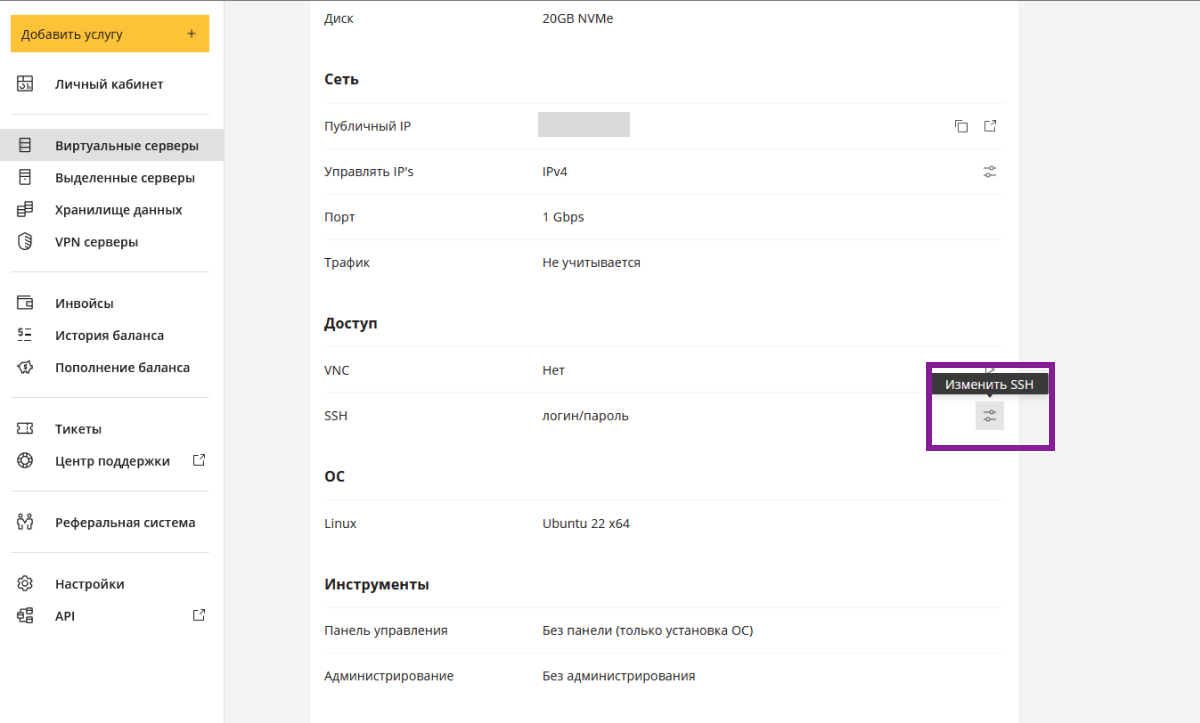 Добавить услугу +
Личный кабинет
Виртуальные серверы
Выделенные серверы
Хранилище данных
VPN серверы
Инвойсы
История баланса
Пополнение баланса
Тикеты
Центр поддержки
Реферальная система
Настройки
API
Диск 20GB NVMe
Сеть
Публичный IP
Управлять IP's IPv4
Порт 1 Gbps
Трафик Не учитывается
Доступ
VNC Нет
Изменить SSH
SSH логин/пароль
ОС
Linux Ubuntu 22 x64
Инструменты
Панель управления Без панели (только установка ОС)
Администрирование Без администрирования